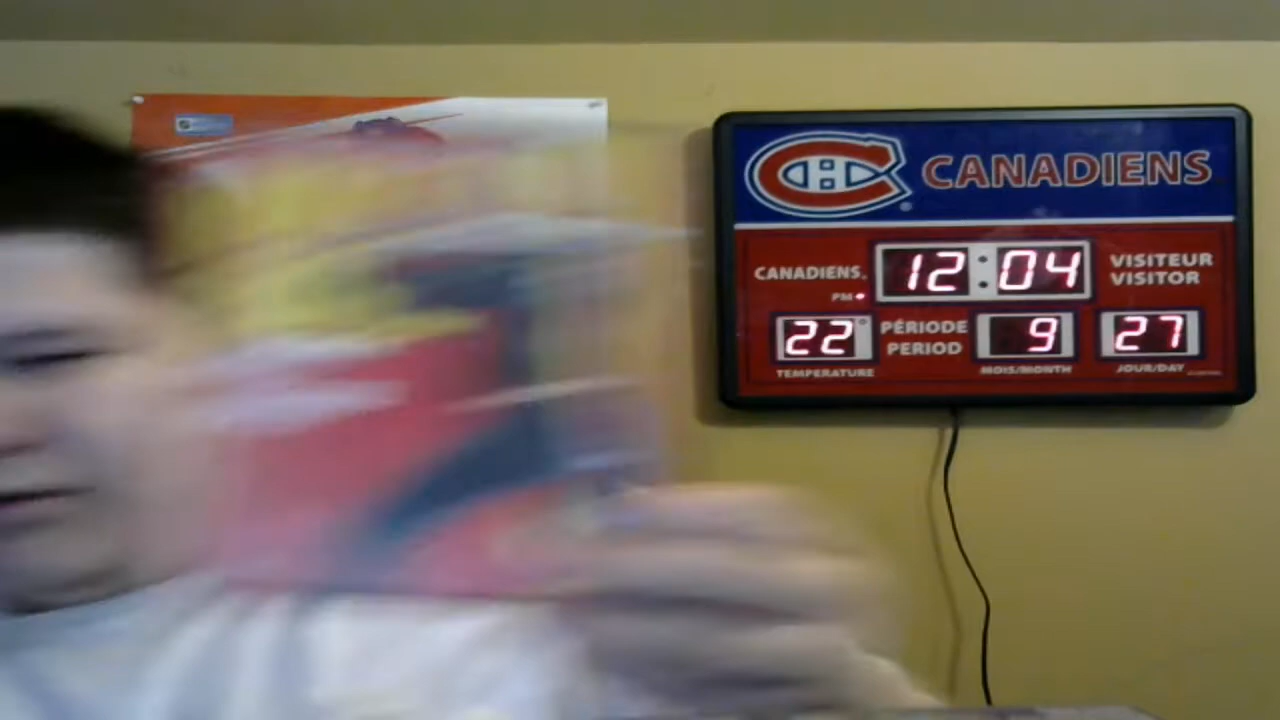 CANADIENS
CANADIENS. 12:04 VISITEUR
VISITOR
PM
22° PÉRIODE 9 27
PERIOD
TEMPERATURE MOIS/MONTH JOUR/DAY